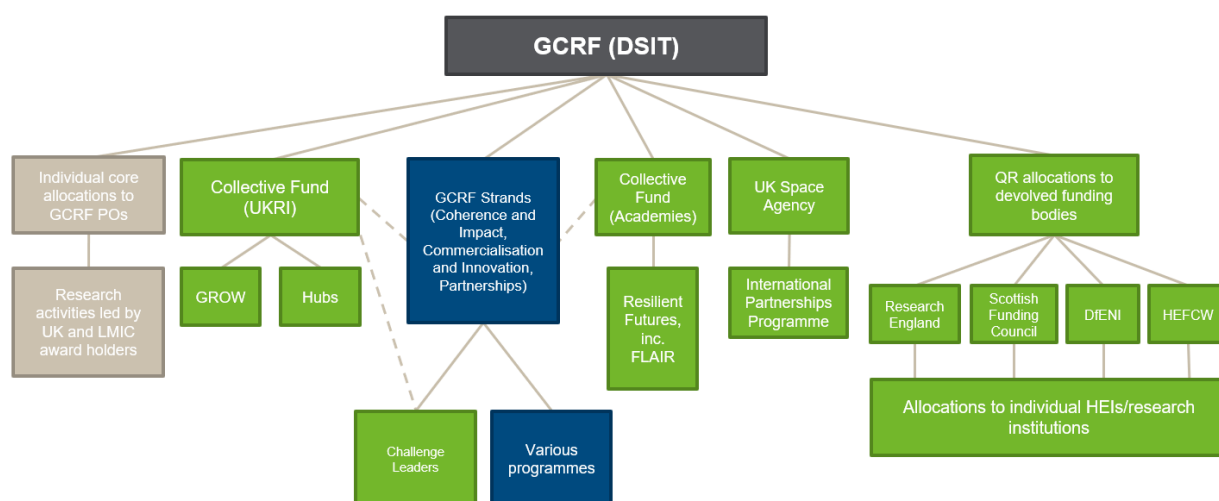 GCRF (DSIT)
Individual core
allocations to
GCRF POs
Collective Fund
(UKRI)
GCRF Strands
(Coherence and
Impact,
Commercialisation
and Innovation,
Partnerships)
Collective
Fund
(Academies)
UK Space
Agency
QR allocations to
devolved funding
bodies
Research
activities led by
UK and LMIC
award holders
GROW
Hubs
Resilient
Futures,
inc.
FLAIR
International
Partnerships
Programme
Research
England
Scottish
Funding
Council
DfENI
HEFCW
Allocations to individual HEIs/research
institutions
Challenge
Leaders
Various
programmes